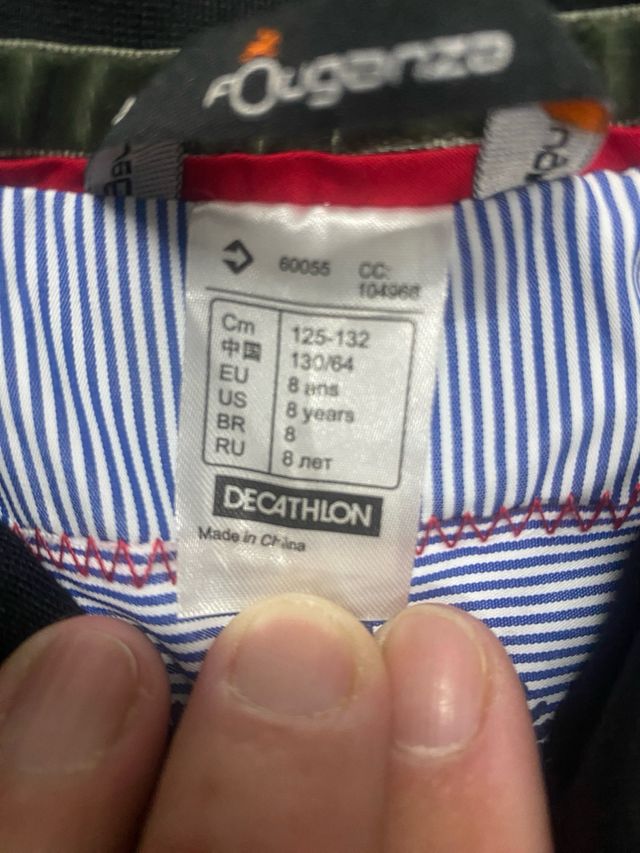 FOUGANZA
60055 CC:
104968
Cm 125-132
中国 130/64
EU 8 ans
US 8 years
BR 8
RU 8 лет
DECATHLON
Made in China